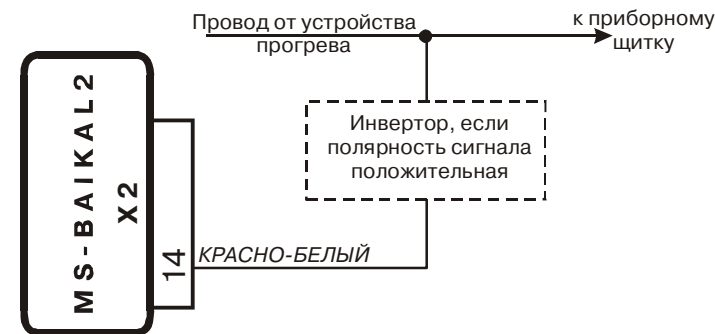 Провод от устройства
прогрева
к приборному
щитку
Инвертор, если
полярность сигнала
положительная
MS-BAIKAL2
X2
14
КРАСНО-БЕЛЫЙ